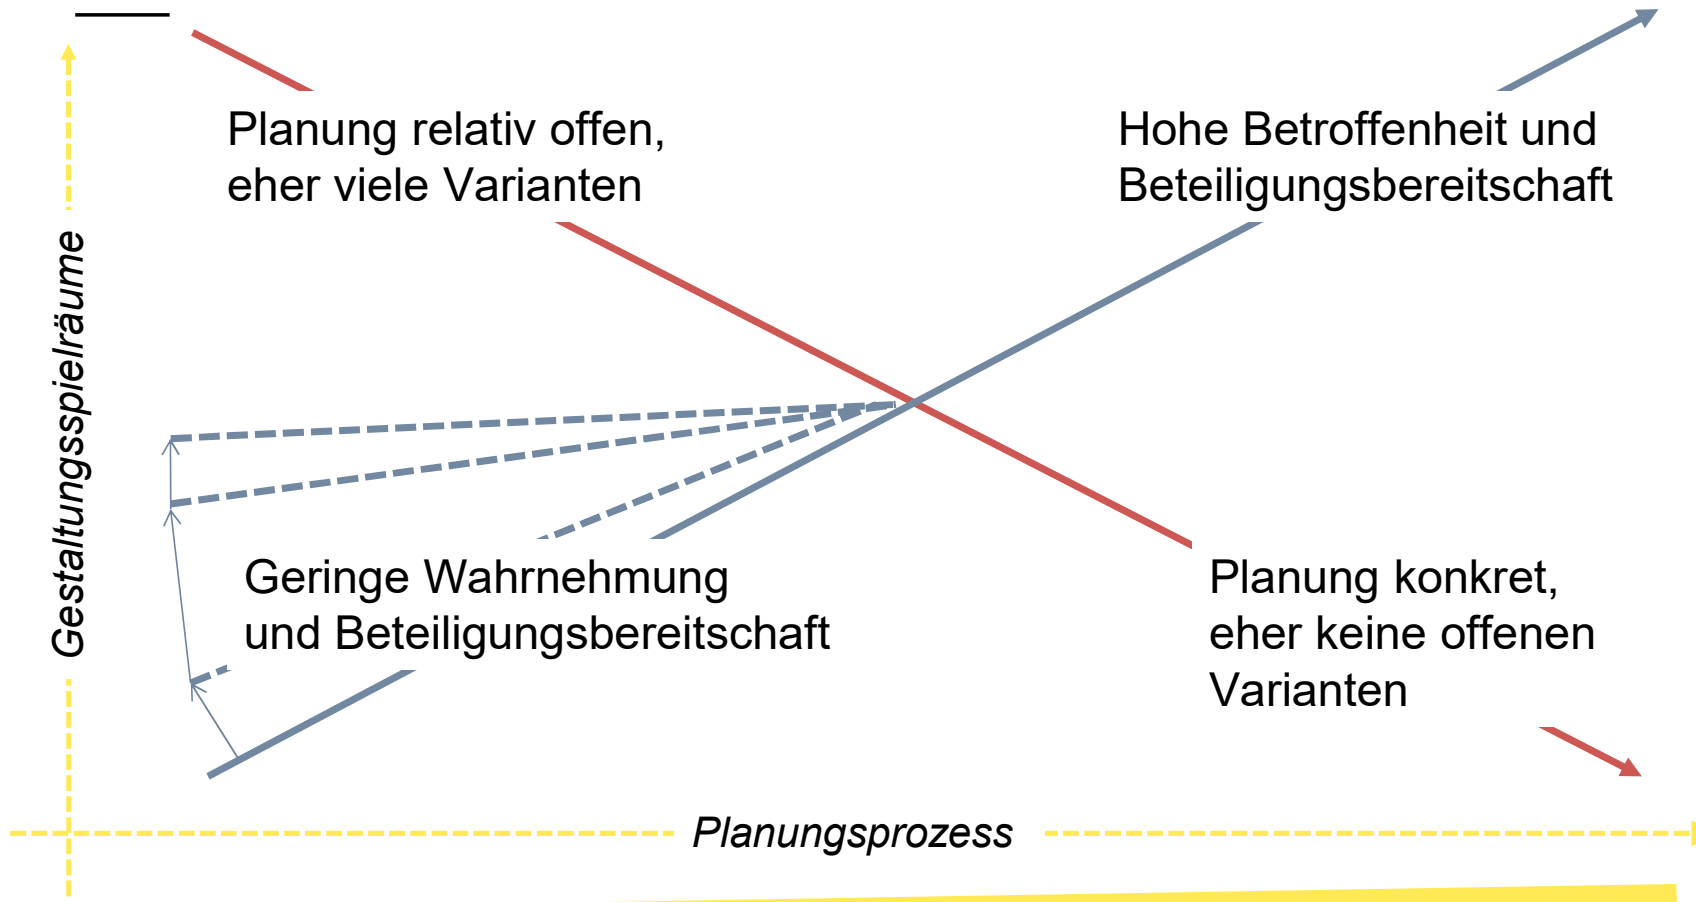 Planung relativ offen,
eher viele Varianten
Hohe Betroffenheit und
Beteiligungsbereitschaft
Gestaltungsspielräume
Geringe Wahrnehmung
und Beteiligungsbereitschaft
Planung konkret,
eher keine offenen
Varianten
Planungsprozess